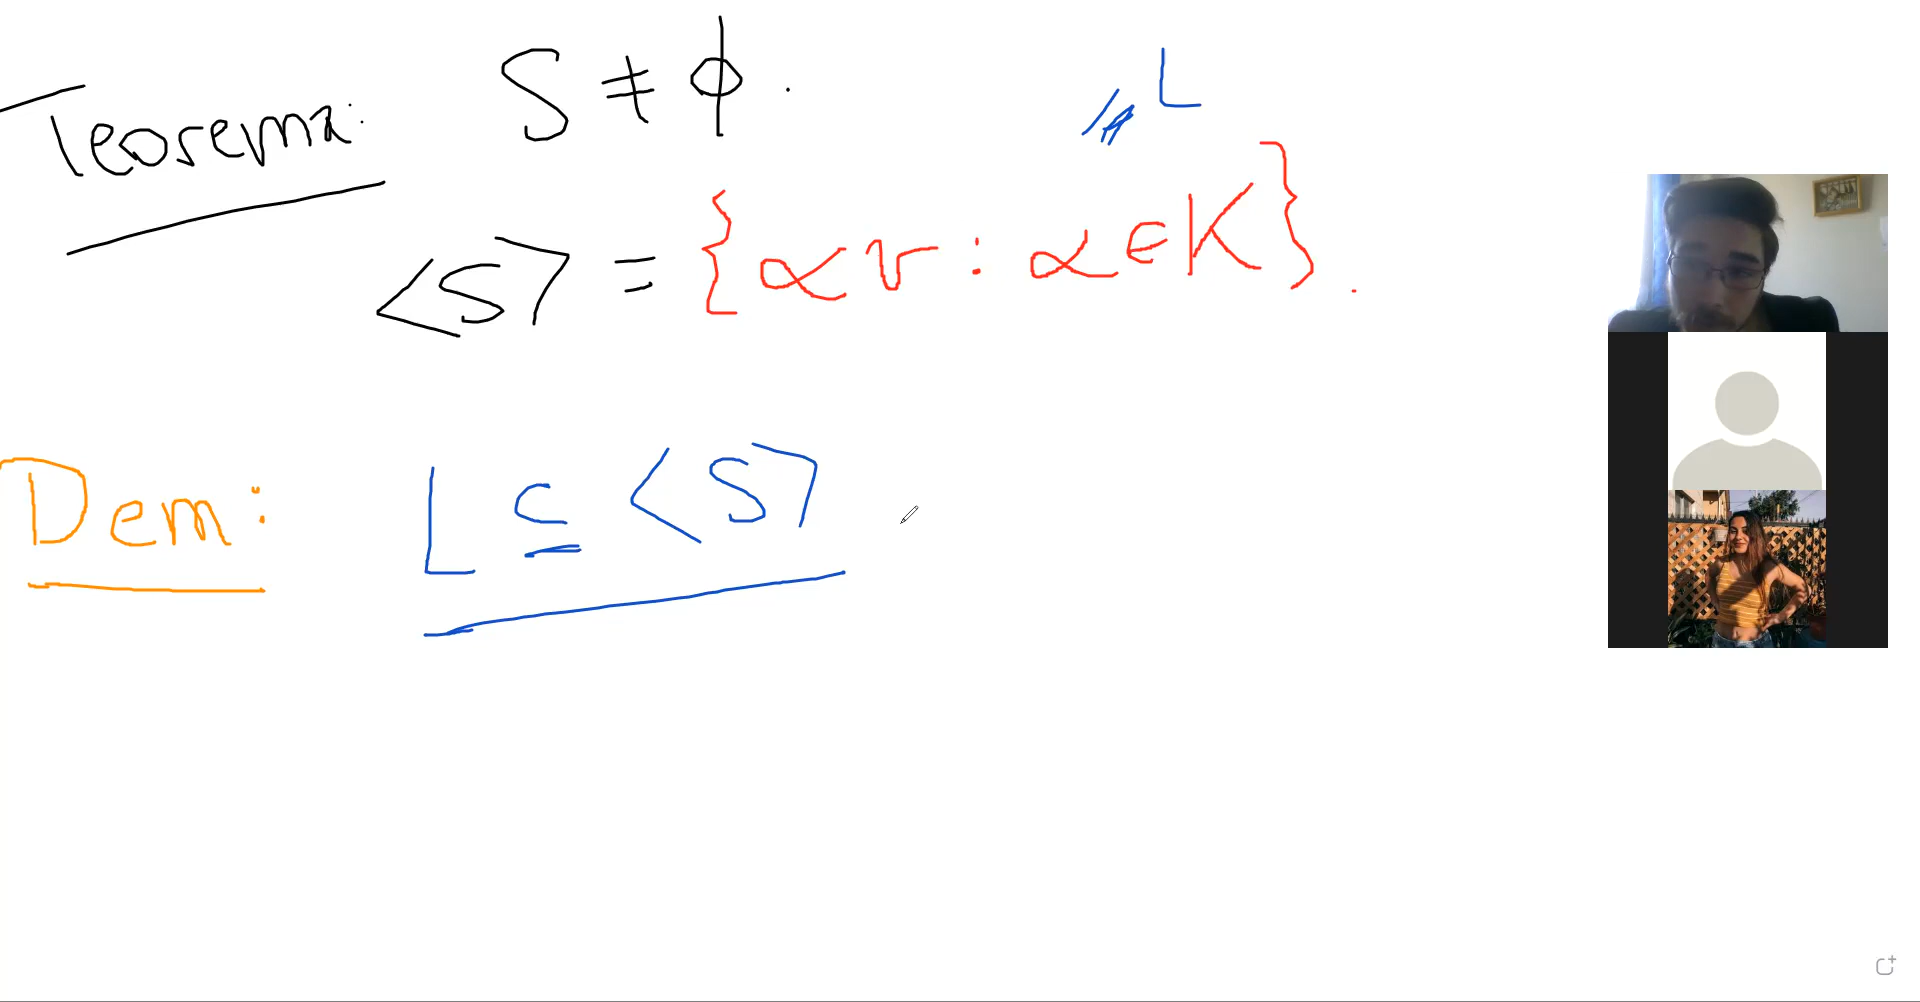 Teorema: S ≠ ϕ.
" L
<S> = {αv : α∈K}.
Dem: L ⊆ <S>